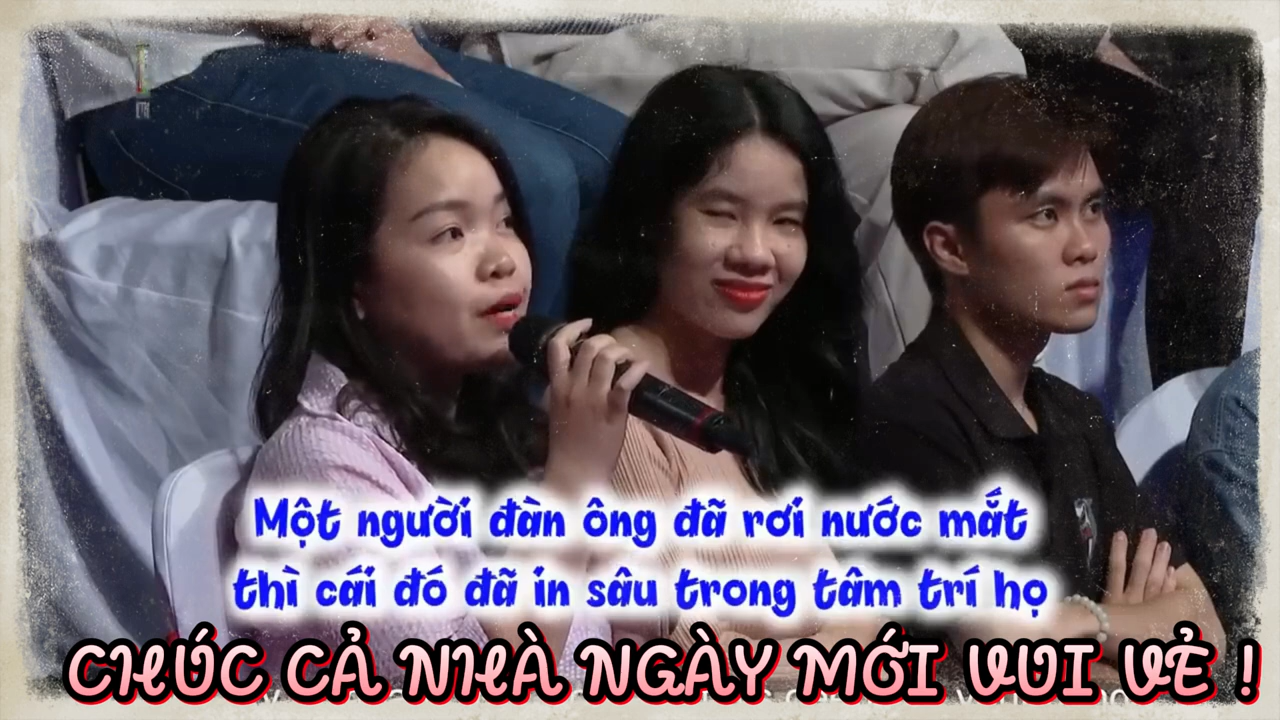 Một người đàn ông đã rơi nước mắt
thì cái đó đã in sâu trong tâm trí họ
CHÚC CẢ NHÀ NGÀY MỚI VUI VẺ !